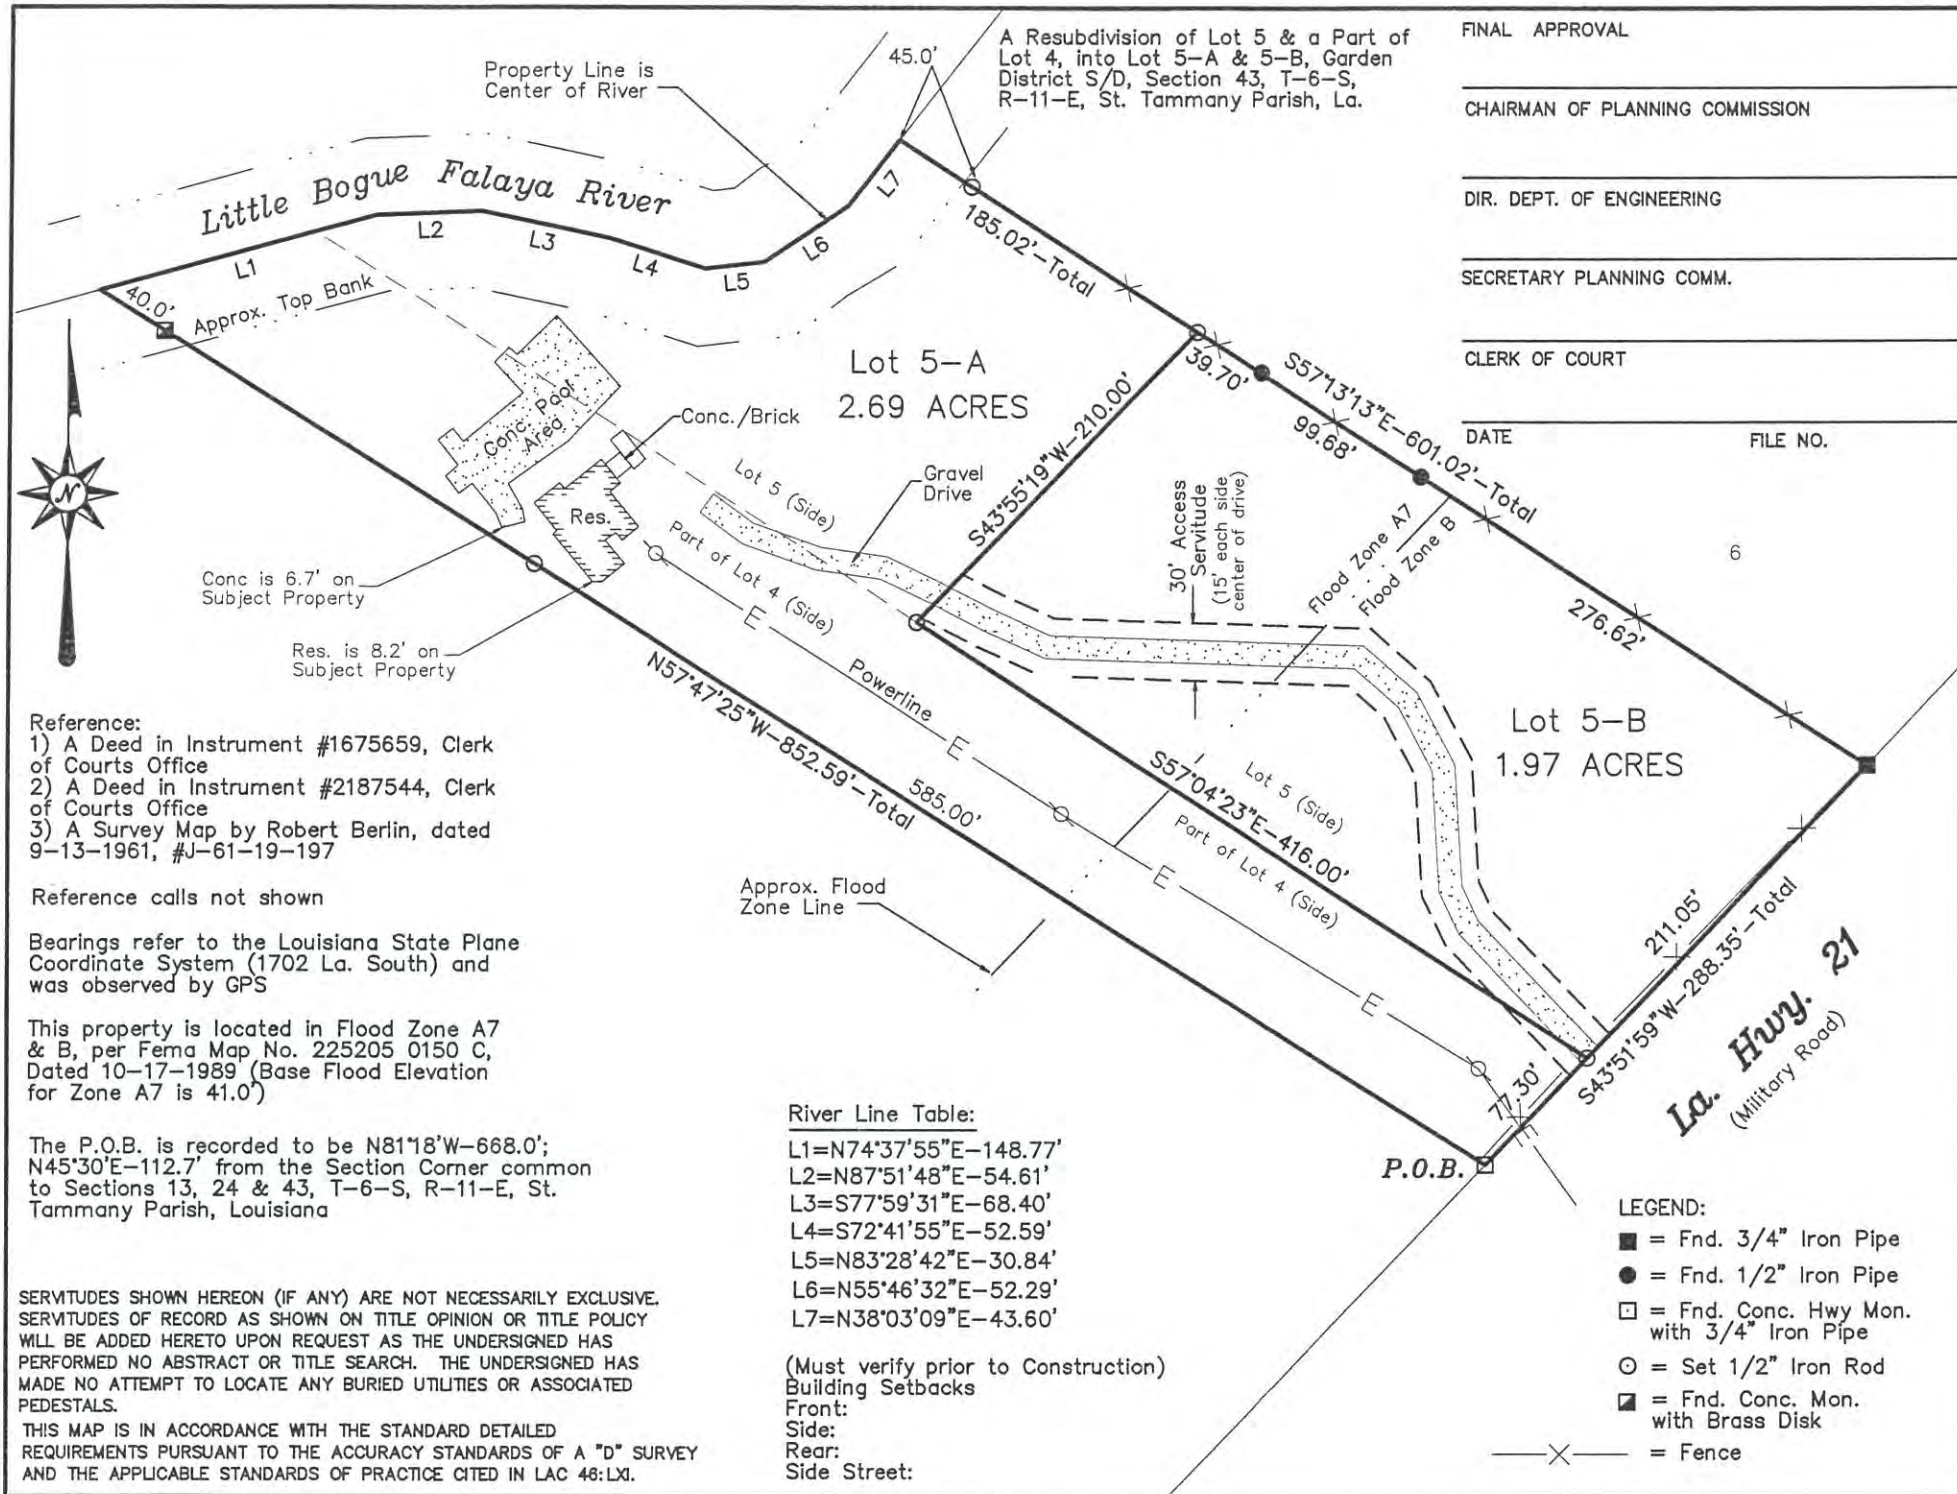 A Resubdivision of Lot 5 & a Part of
Lot 4, into Lot 5-A & 5-B, Garden
District S/D, Section 43, T-6-S,
R-11-E, St. Tammany Parish, La.
FINAL APPROVAL
CHAIRMAN OF PLANNING COMMISSION
DIR. DEPT. OF ENGINEERING
SECRETARY PLANNING COMM.
CLERK OF COURT
DATE FILE NO.
Property Line is
Center of River
45.0'
Little Bogue Falaya River
L1
L2
L3
L4
L5
L6
L7
40.0'
Approx. Top Bank
185.02'-Total
Lot 5-A
2.69 ACRES
39.70'
S57°13'13"E-601.02'-Total
99.68'
276.62'
S43°55'19"W-210.00'
Conc. Pool
Area
Conc./Brick
Res.
Gravel
Drive
Lot 5 (Side)
Part of Lot 4 (Side)
30' Access
Servitude
(15' each side
center of drive)
Flood Zone A7
Flood Zone B
6
N
Conc is 6.7' on
Subject Property
Res. is 8.2' on
Subject Property
E
Powerline
E
E
E
N57°47'25"W-852.59'-Total
585.00'
S57°04'23"E-416.00'
Lot 5 (Side)
Part of Lot 4 (Side)
Lot 5-B
1.97 ACRES
Approx. Flood
Zone Line
211.05'
S43°51'59"W-288.35'-Total
77.30'
La. Hwy. 21
(Military Road)
P.O.B.
Reference:
1) A Deed in Instrument #1675659, Clerk
of Courts Office
2) A Deed in Instrument #2187544, Clerk
of Courts Office
3) A Survey Map by Robert Berlin, dated
9-13-1961, #J-61-19-197
Reference calls not shown
Bearings refer to the Louisiana State Plane
Coordinate System (1702 La. South) and
was observed by GPS
This property is located in Flood Zone A7
& B, per Fema Map No. 225205 0150 C,
Dated 10-17-1989 (Base Flood Elevation
for Zone A7 is 41.0')
The P.O.B. is recorded to be N81°18'W-668.0';
N45°30'E-112.7' from the Section Corner common
to Sections 13, 24 & 43, T-6-S, R-11-E, St.
Tammany Parish, Louisiana
SERVITUDES SHOWN HEREON (IF ANY) ARE NOT NECESSARILY EXCLUSIVE.
SERVITUDES OF RECORD AS SHOWN ON TITLE OPINION OR TITLE POLICY
WILL BE ADDED HERETO UPON REQUEST AS THE UNDERSIGNED HAS
PERFORMED NO ABSTRACT OR TITLE SEARCH. THE UNDERSIGNED HAS
MADE NO ATTEMPT TO LOCATE ANY BURIED UTILITIES OR ASSOCIATED
PEDESTALS.
THIS MAP IS IN ACCORDANCE WITH THE STANDARD DETAILED
REQUIREMENTS PURSUANT TO THE ACCURACY STANDARDS OF A "D" SURVEY
AND THE APPLICABLE STANDARDS OF PRACTICE CITED IN LAC 46:LXI.
River Line Table:
L1=N74°37'55"E-148.77'
L2=N87°51'48"E-54.61'
L3=S77°59'31"E-68.40'
L4=S72°41'55"E-52.59'
L5=N83°28'42"E-30.84'
L6=N55°46'32"E-52.29'
L7=N38°03'09"E-43.60'
(Must verify prior to Construction)
Building Setbacks
Front:
Side:
Rear:
Side Street:
LEGEND:
= Fnd. 3/4" Iron Pipe
= Fnd. 1/2" Iron Pipe
= Fnd. Conc. Hwy Mon.
with 3/4" Iron Pipe
= Set 1/2" Iron Rod
= Fnd. Conc. Mon.
with Brass Disk
= Fence